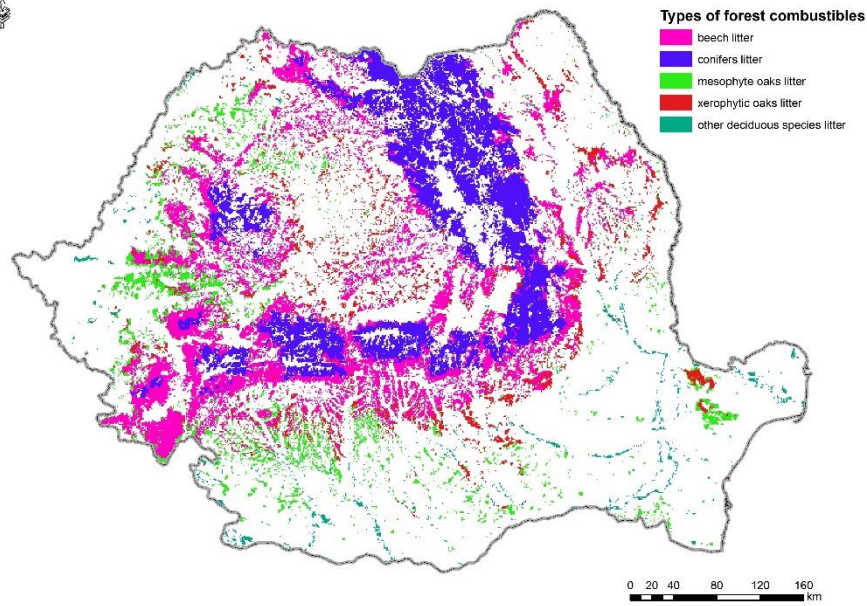 Types of forest combustibles
beech litter
conifers litter
mesophyte oaks litter
xerophytic oaks litter
other deciduous species litter
0 20 40 80 120 160
km